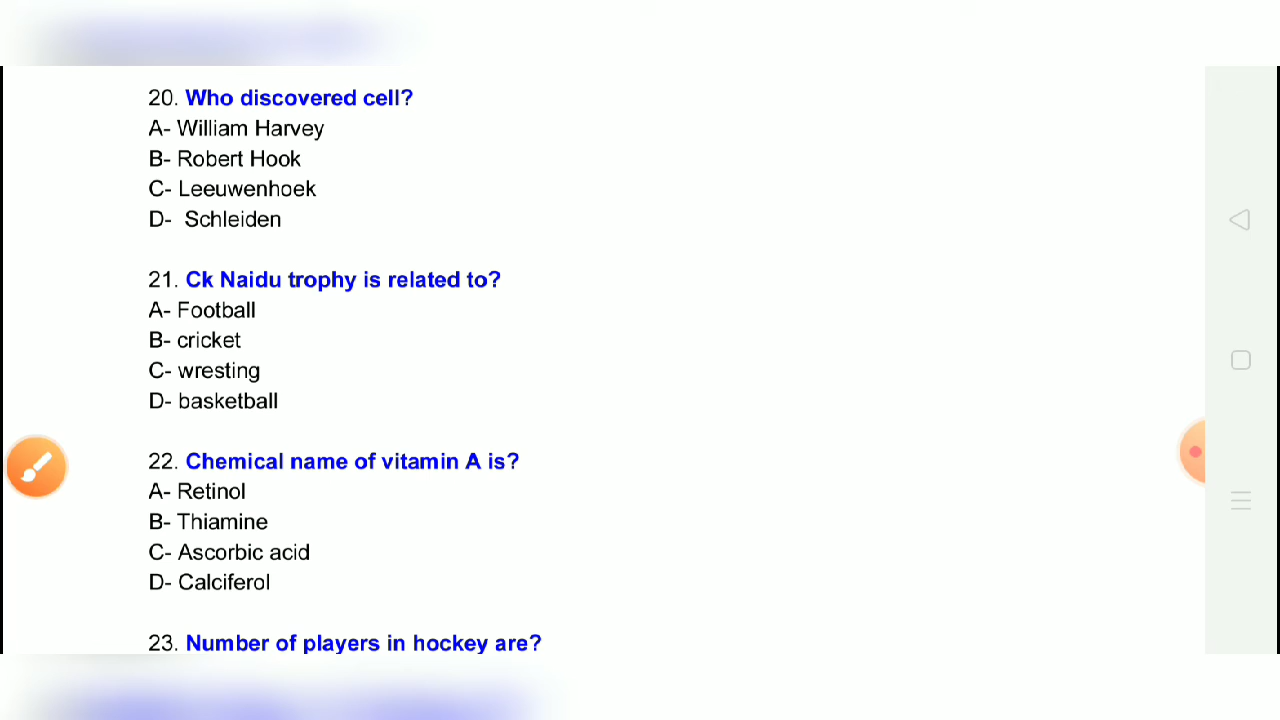 20. Who discovered cell?
A- William Harvey
B- Robert Hook
C- Leeuwenhoek
D- Schleiden
21. Ck Naidu trophy is related to?
A- Football
B- cricket
C- wresting
D- basketball
22. Chemical name of vitamin A is?
A- Retinol
B- Thiamine
C- Ascorbic acid
D- Calciferol
23. Number of players in hockey are?